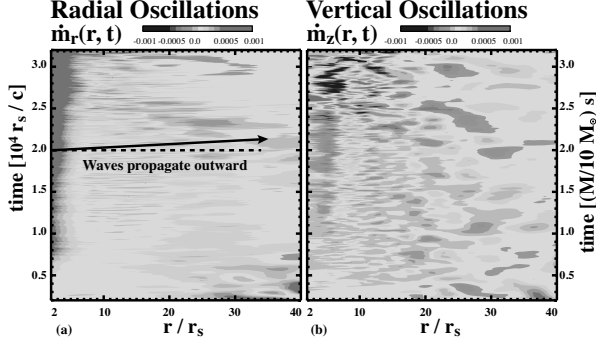 Radial Oscillations
Vertical Oscillations
ṁr(r, t)
-0.001 -0.0005 0.0 0.0005 0.001
ṁz(r, t)
-0.001 -0.0005 0.0 0.0005 0.001
time [10⁴ rs / c]
3.0
2.5
2.0
1.5
1.0
0.5
Waves propagate outward
3.0
2.5
2.0
1.5
1.0
0.5
time [(M/10 M⊙) s]
2 10 20 30 40
2 10 20 30 40
(a) r / rs
(b) r / rs